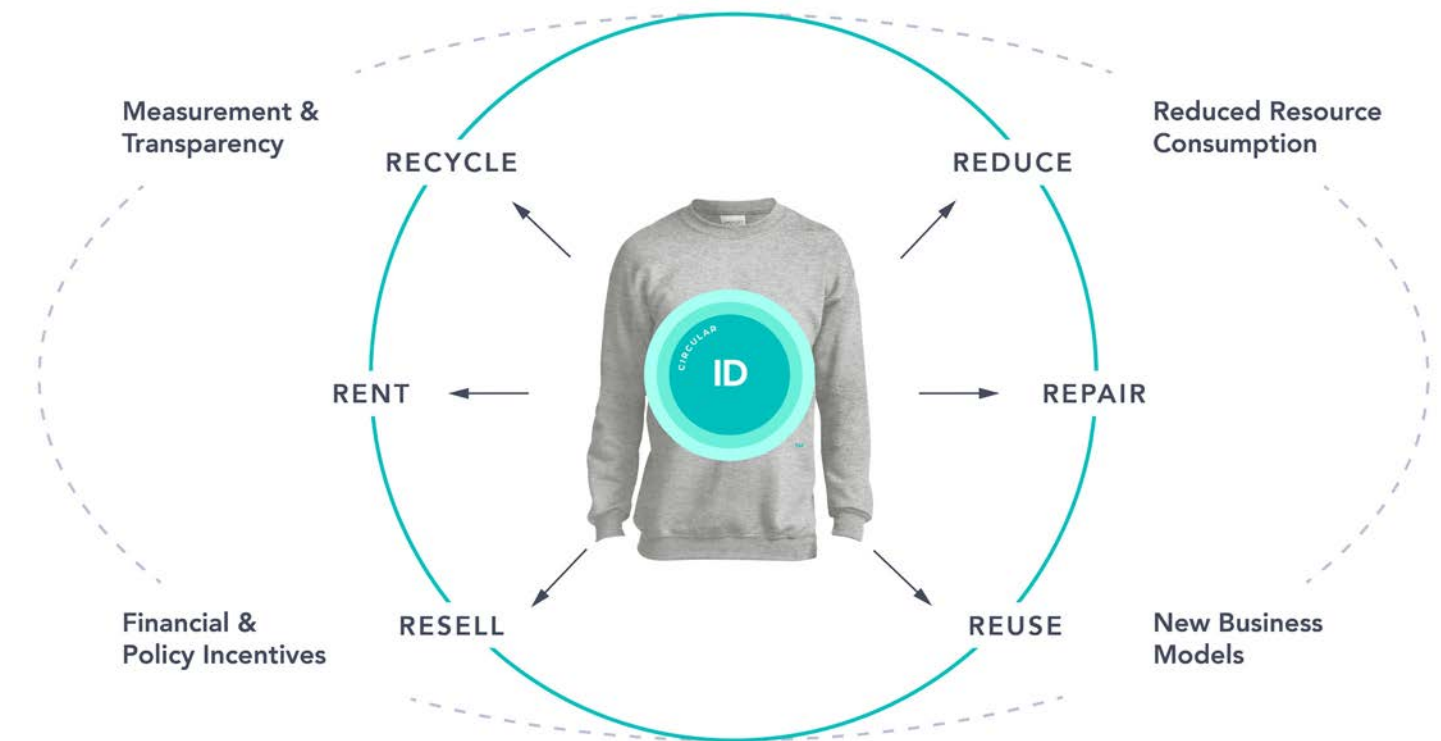 Measurement &
Transparency
Reduced Resource
Consumption
RECYCLE
REDUCE
CIRCULAR
ID
RENT
REPAIR
TM
Financial &
Policy Incentives
RESELL
REUSE
New Business
Models